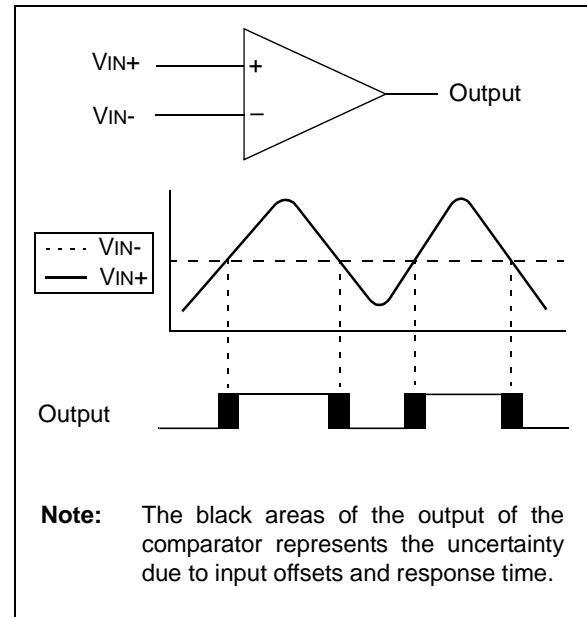 VIN+
+
Output
VIN-
–
VIN-
VIN+
Output
Note: The black areas of the output of the
comparator represents the uncertainty
due to input offsets and response time.